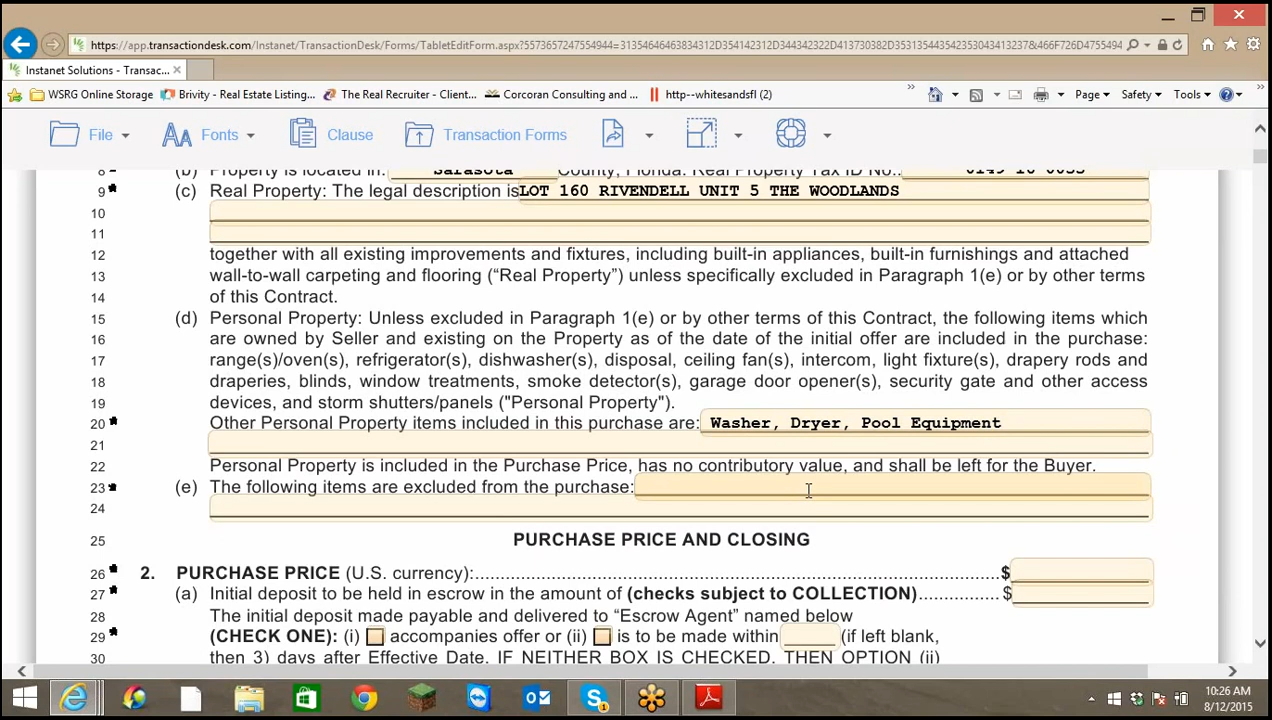 https://app.transactiondesk.com/Instanet/TransactionDesk/Forms/TabletEditForm.aspx?
Instanet Solutions - Transac...
WSRG Online Storage Brivity - Real Estate Listing... The Real Recruiter - Client... Corcoran Consulting and ... http--whitesandsfl (2) » Page Safety Tools »
File Fonts Clause Transaction Forms
8 (b) Property is located in: Sarasota County, Florida. Real Property Tax ID No.:
9 (c) Real Property: The legal description is LOT 160 RIVENDELL UNIT 5 THE WOODLANDS
10
11
12 together with all existing improvements and fixtures, including built-in appliances, built-in furnishings and attached
13 wall-to-wall carpeting and flooring (“Real Property”) unless specifically excluded in Paragraph 1(e) or by other terms
14 of this Contract.
15 (d) Personal Property: Unless excluded in Paragraph 1(e) or by other terms of this Contract, the following items which
16 are owned by Seller and existing on the Property as of the date of the initial offer are included in the purchase:
17 range(s)/oven(s), refrigerator(s), dishwasher(s), disposal, ceiling fan(s), intercom, light fixture(s), drapery rods and
18 draperies, blinds, window treatments, smoke detector(s), garage door opener(s), security gate and other access
19 devices, and storm shutters/panels ("Personal Property").
20 Other Personal Property items included in this purchase are: Washer, Dryer, Pool Equipment
21
22 Personal Property is included in the Purchase Price, has no contributory value, and shall be left for the Buyer.
23 (e) The following items are excluded from the purchase:
24
25 PURCHASE PRICE AND CLOSING
26 2. PURCHASE PRICE (U.S. currency):.................................................................$
27 (a) Initial deposit to be held in escrow in the amount of (checks subject to COLLECTION)...............$
28 The initial deposit made payable and delivered to “Escrow Agent” named below
29 (CHECK ONE): (i) accompanies offer or (ii) is to be made within (if left blank,
30 then 3) days after Effective Date. IF NEITHER BOX IS CHECKED, THEN OPTION (ii)
10:26 AM
8/12/2015